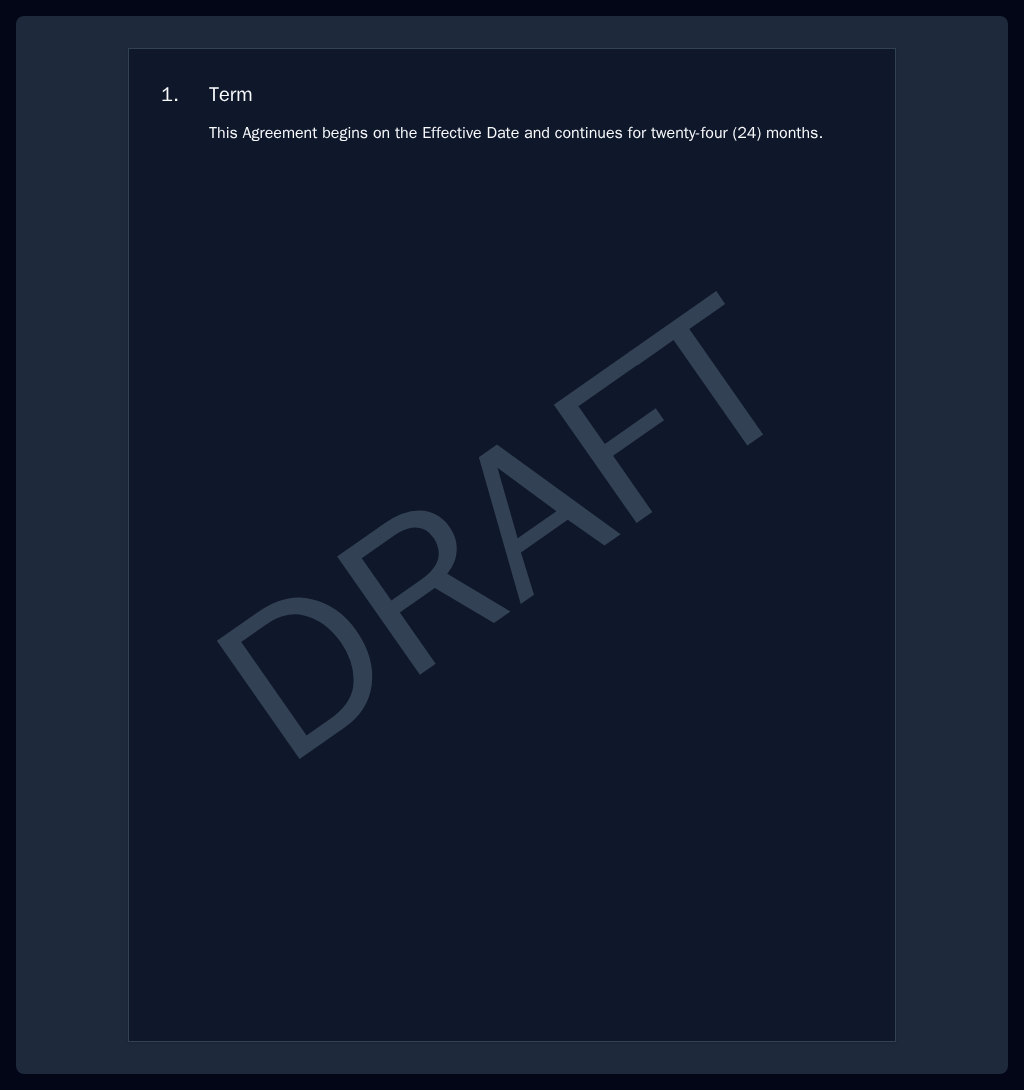 1. Term
This Agreement begins on the Effective Date and continues for twenty-four (24) months.
DRAFT